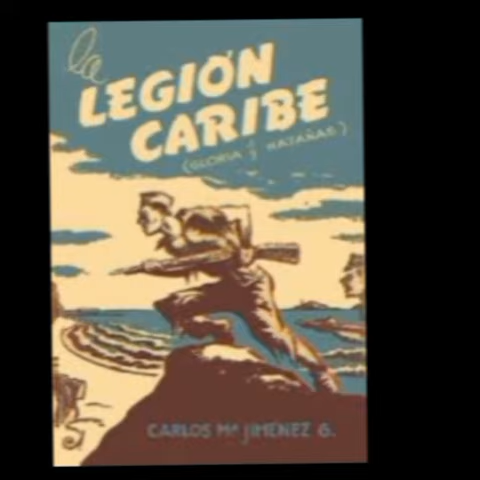 la
LEGIÓN
CARIBE
(GLORIA Y HAZAÑAS)
CARLOS Mª JIMENEZ G.